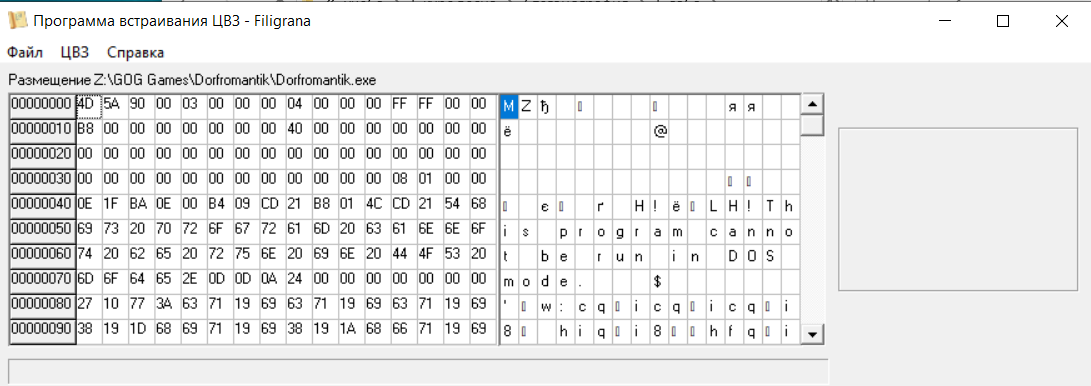 Программа встраивания ЦВЗ - Filigrana
Файл ЦВЗ Справка
Размещение Z:\GOG Games\Dorfromantik\Dorfromantik.exe
00000000 4D 5A 90 00 03 00 00 00 04 00 00 00 FF FF 00 00 M Z ђ я я
00000010 B8 00 00 00 00 00 00 00 40 00 00 00 00 00 00 00 ё @
00000020 00 00 00 00 00 00 00 00 00 00 00 00 00 00 00 00
00000030 00 00 00 00 00 00 00 00 00 00 00 00 08 01 00 00
00000040 0E 1F BA 0E 00 B4 09 CD 21 B8 01 4C CD 21 54 68 є ґ Н ! ё L Н ! T h
00000050 69 73 20 70 72 6F 67 72 61 6D 20 63 61 6E 6E 6F i s p r o g r a m c a n n o
00000060 74 20 62 65 20 72 75 6E 20 69 6E 20 44 4F 53 20 t b e r u n i n D O S
00000070 6D 6F 64 65 2E 0D 0D 0A 24 00 00 00 00 00 00 00 m o d e . $
00000080 27 10 77 3A 63 71 19 69 63 71 19 69 63 71 19 69 ' w : c q i c q i c q i
00000090 38 19 1D 68 69 71 19 69 38 19 1A 68 66 71 19 69 8 h i q i 8 h f q i